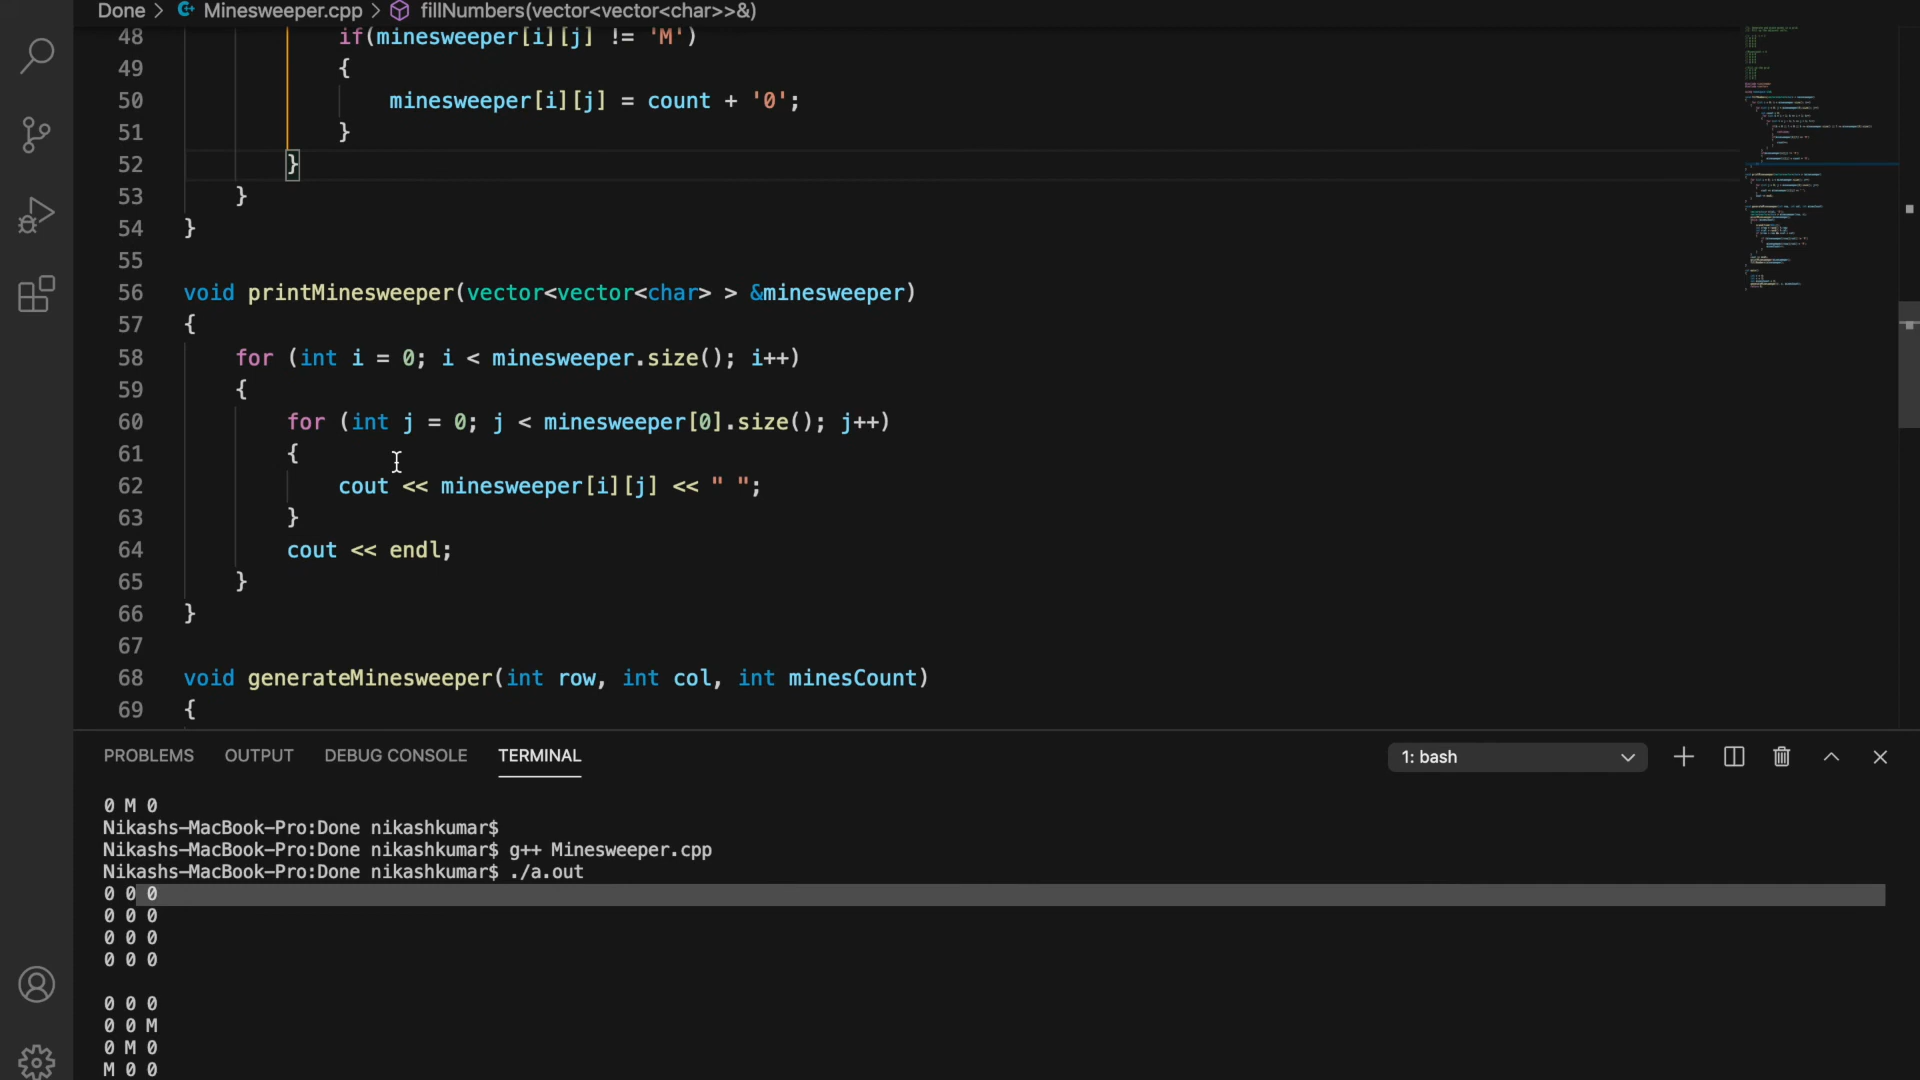 Done > Minesweeper.cpp > fillNumbers(vector<vector<char>>&)
48 if(minesweeper[i][j] != 'M')
49 {
50 minesweeper[i][j] = count + '0';
51 }
52 }
53 }
54 }
55
56 void printMinesweeper(vector<vector<char> > &minesweeper)
57 {
58 for (int i = 0; i < minesweeper.size(); i++)
59 {
60 for (int j = 0; j < minesweeper[0].size(); j++)
61 {
62 cout << minesweeper[i][j] << " ";
63 }
64 cout << endl;
65 }
66 }
67
68 void generateMinesweeper(int row, int col, int minesCount)
69 {
PROBLEMS OUTPUT DEBUG CONSOLE TERMINAL 1: bash
0 M 0
Nikashs-MacBook-Pro:Done nikashkumar$
Nikashs-MacBook-Pro:Done nikashkumar$ g++ Minesweeper.cpp
Nikashs-MacBook-Pro:Done nikashkumar$ ./a.out
0 0 0
0 0 0
0 0 0
0 0 0
0 0 0
0 0 M
0 M 0
M 0 0